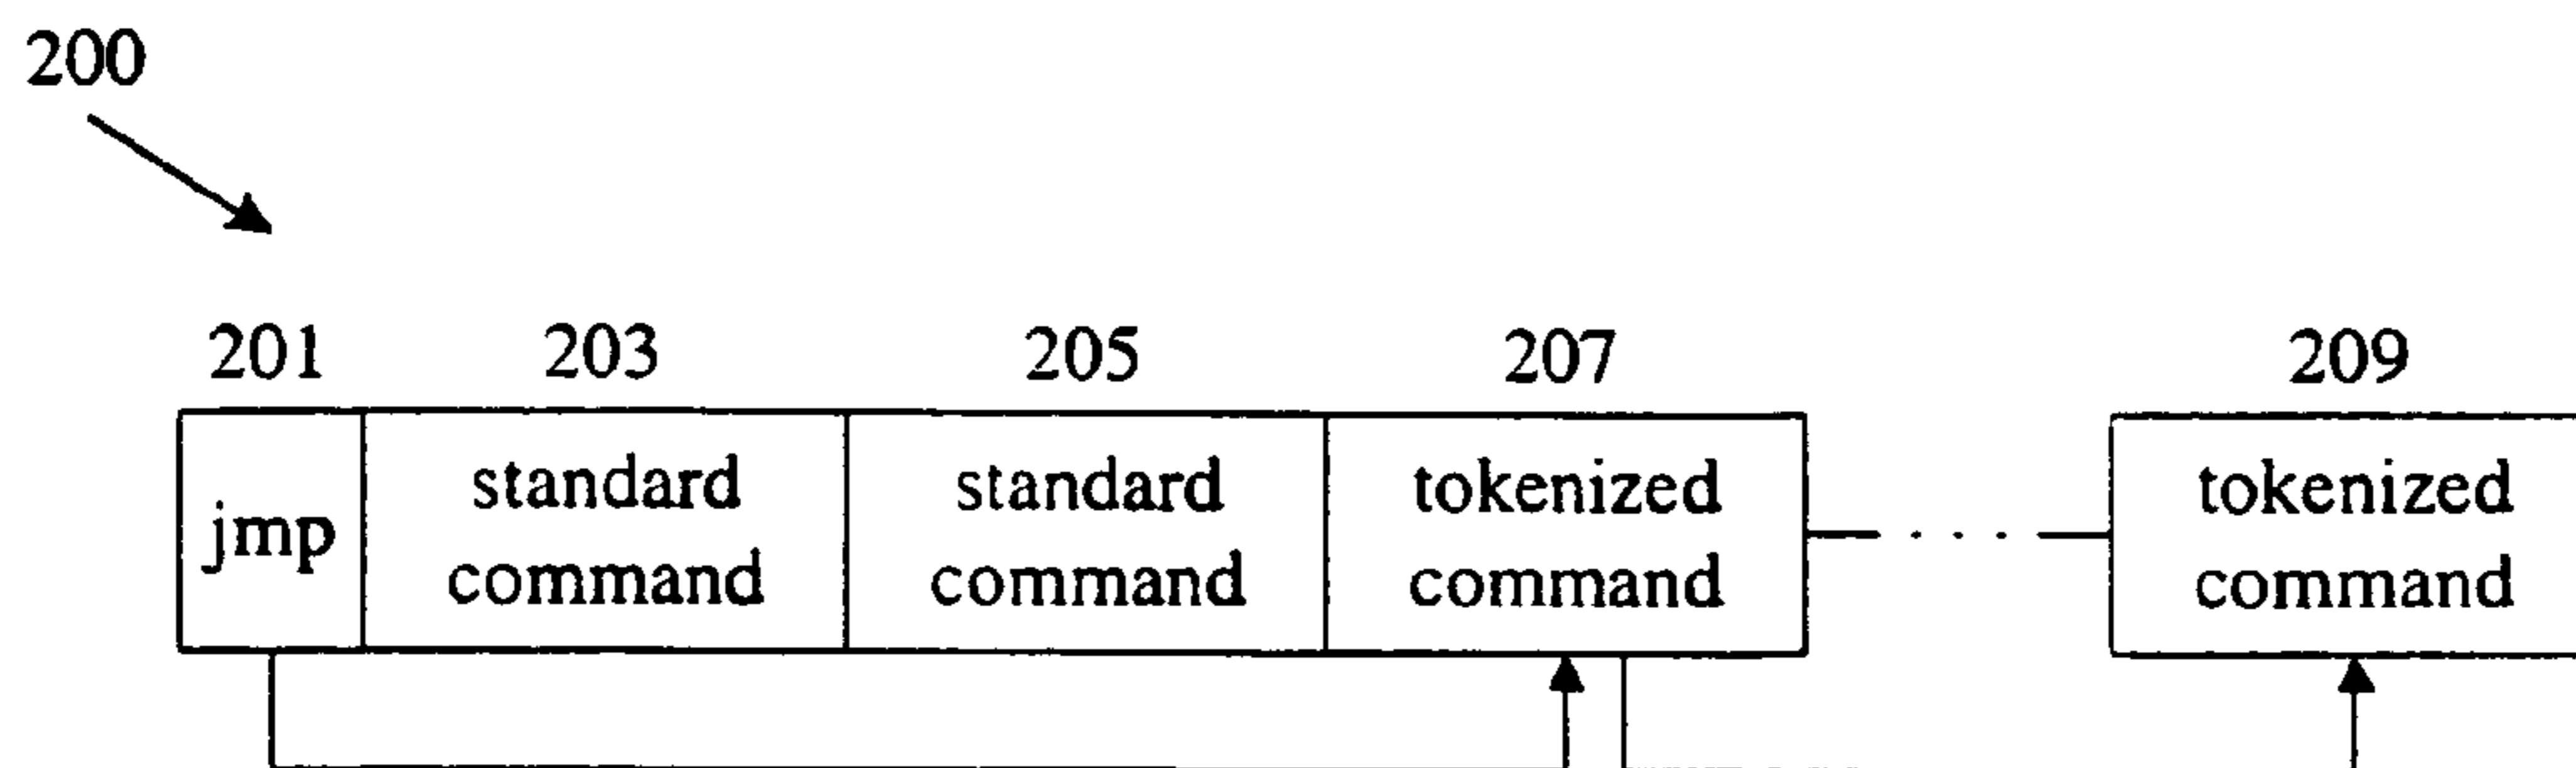 200
201 203 205 207 209
jmp standard command standard command tokenized command tokenized command